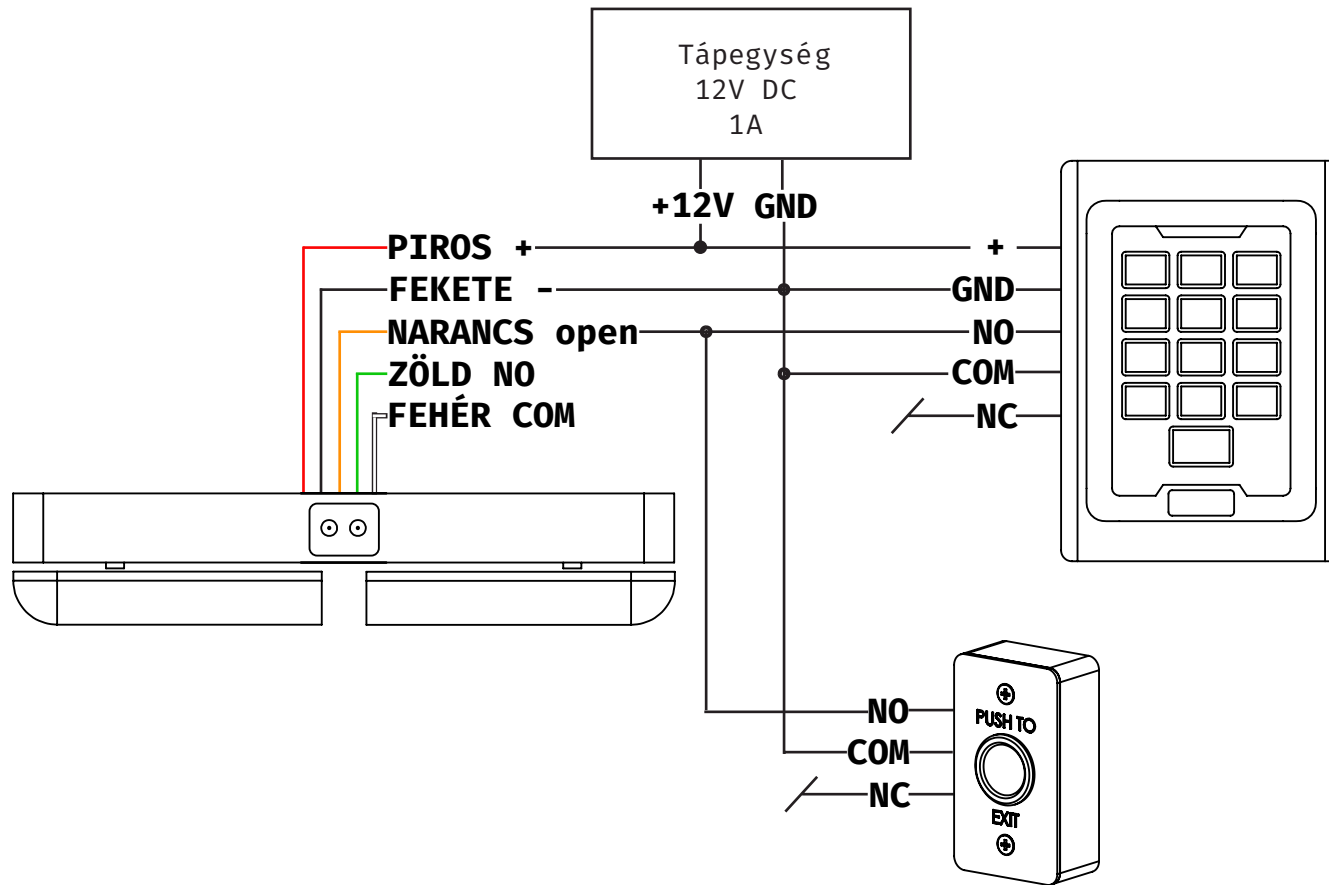 Tápegység
12V DC
1A
+12V GND
PIROS + +
FEKETE - GND
NARANCS open NO
ZÖLD NO COM
FEHÉR COM NC
NO
COM
NC
PUSH TO
EXIT